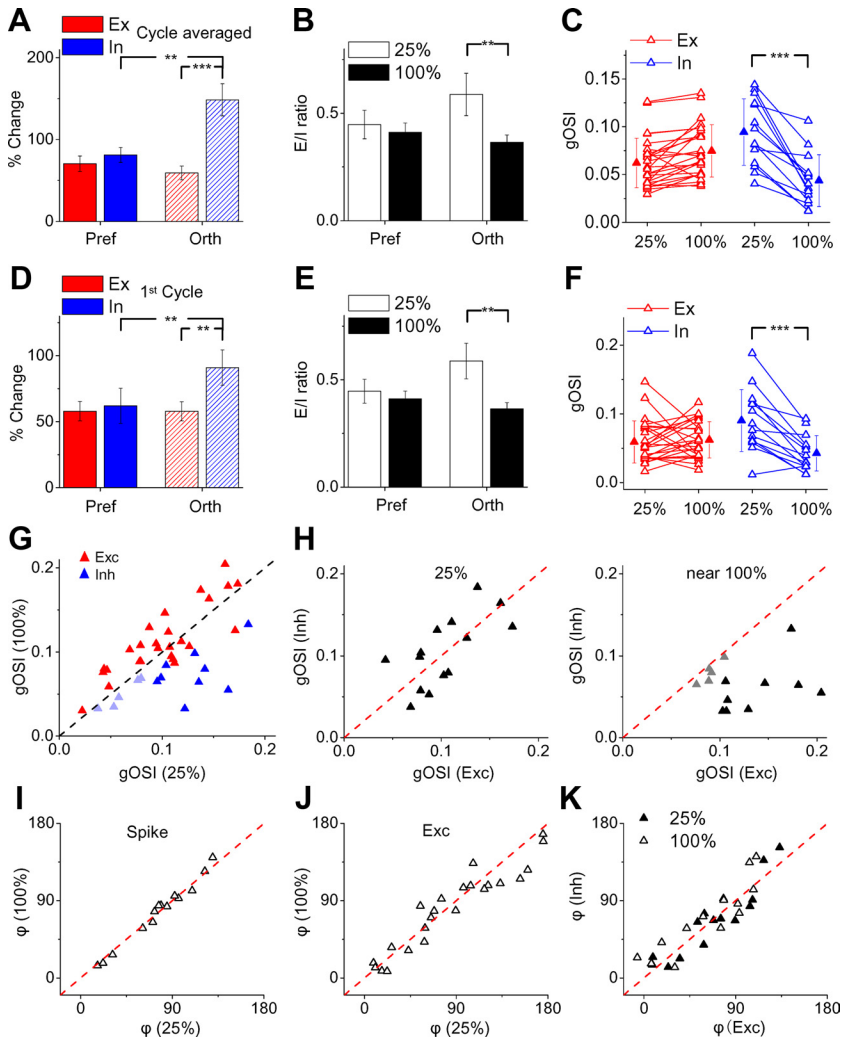 A
Ex
In
Cycle averaged
**
***
200
100
0
% Change
Pref
Orth
B
25%
100%
**
1.0
0.5
0.0
E/I ratio
Pref
Orth
C
Ex
In
***
0.15
0.10
0.05
0.00
gOSI
25% 100% 25% 100%
D
Ex
In
1st Cycle
**
**
100
50
0
% Change
Pref
Orth
E
25%
100%
**
1.0
0.5
0.0
E/I ratio
Pref
Orth
F
Ex
In
***
0.2
0.1
0.0
gOSI
25% 100% 25% 100%
G
Exc
Inh
0.2
0.1
0.0
gOSI (100%)
0.0 0.1 0.2
gOSI (25%)
H
25%
0.2
0.1
0.0
gOSI (Inh)
0.0 0.1 0.2
gOSI (Exc)
near 100%
0.2
0.1
0.0
gOSI (Inh)
0.0 0.1 0.2
gOSI (Exc)
I
Spike
180
90
0
φ (100%)
0 90 180
φ (25%)
J
Exc
180
90
0
φ (100%)
0 90 180
φ (25%)
K
25%
100%
180
90
0
φ (Inh)
0 90 180
φ (Exc)